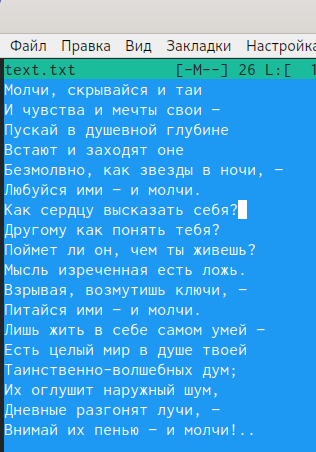 Файл Правка Вид Закладки Настройка
text.txt [-M--] 26 L:[ 1
Молчи, скрывайся и таи
И чувства и мечты свои –
Пускай в душевной глубине
Встают и заходят оне
Безмолвно, как звезды в ночи, –
Любуйся ими – и молчи.
Как сердцу высказать себя?
Другому как понять тебя?
Поймет ли он, чем ты живешь?
Мысль изреченная есть ложь.
Взрывая, возмутишь ключи, –
Питайся ими – и молчи.
Лишь жить в себе самом умей –
Есть целый мир в душе твоей
Таинственно-волшебных дум;
Их оглушит наружный шум,
Дневные разгонят лучи, –
Внимай их пенью – и молчи!..